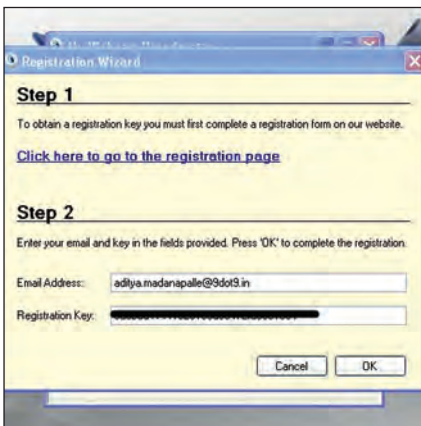 Registration Wizard
Step 1
To obtain a registration key you must first complete a registration form on our website.
Click here to go to the registration page
Step 2
Enter your email and key in the fields provided. Press 'OK' to complete the registration.
Email Address: aditya.madanapalle@9dot9.in
Registration Key:
Cancel OK